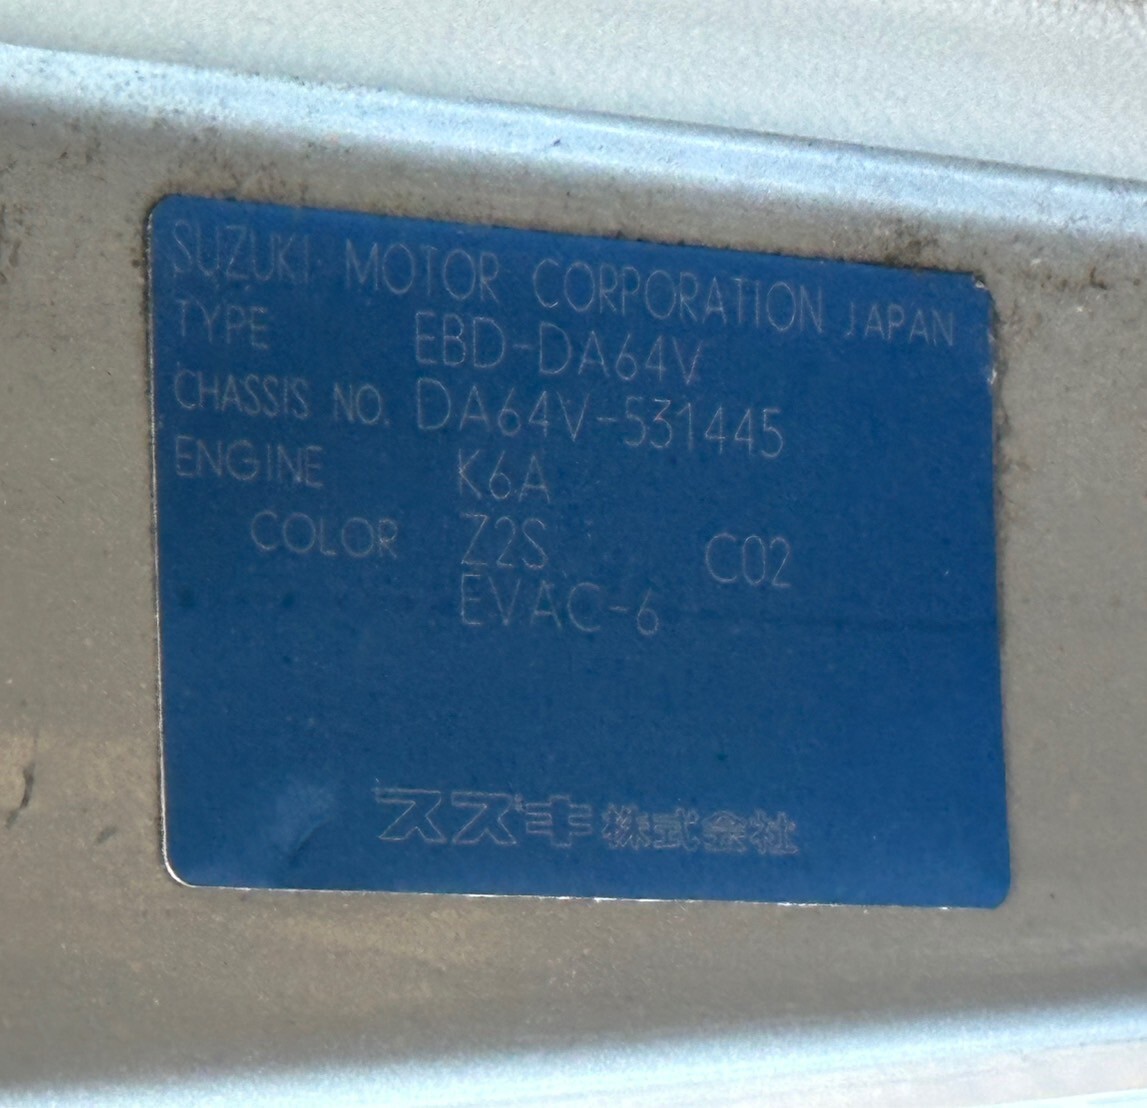 SUZUKI MOTOR CORPORATION JAPAN
TYPE EBD-DA64V
CHASSIS NO. DA64V-531445
ENGINE K6A
COLOR Z2S C02
EVAC-6
スズキ株式会社